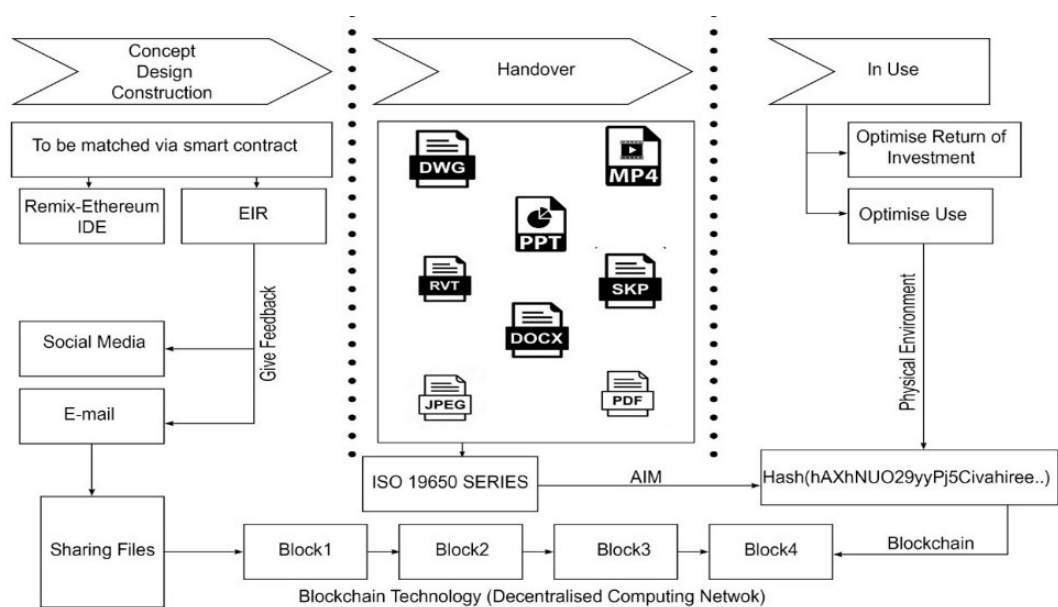 Concept
Design
Construction
Handover
In Use
To be matched via smart contract
Remix-Ethereum
IDE
EIR
Give Feedback
Social Media
E-mail
Sharing Files
DWG
MP4
PPT
RVT
SKP
DOCX
JPEG
PDF
ISO 19650 SERIES
AIM
Optimise Return of
Investment
Optimise Use
Physical Environment
Hash(hAXhNUO29yyPj5Civahiree..)
Block1
Block2
Block3
Block4
Blockchain
Blockchain Technology (Decentralised Computing Netwok)